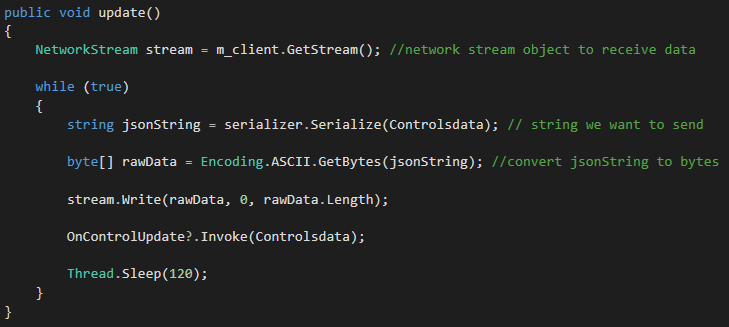 public void update()
{
NetworkStream stream = m_client.GetStream(); //network stream object to receive data
while (true)
{
string jsonString = serializer.Serialize(Controlsdata); // string we want to send
byte[] rawData = Encoding.ASCII.GetBytes(jsonString); //convert jsonString to bytes
stream.Write(rawData, 0, rawData.Length);
OnControlUpdate?.Invoke(Controlsdata);
Thread.Sleep(120);
}
}